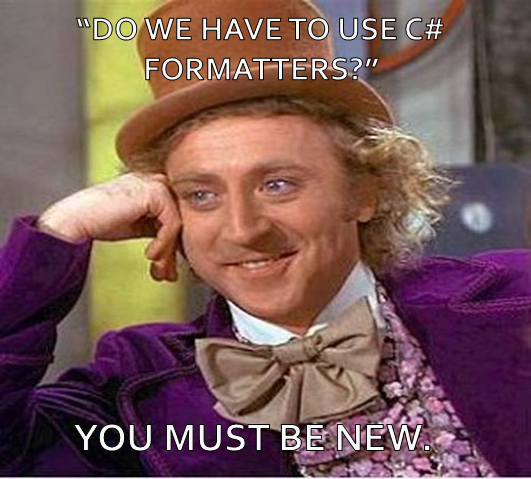 “DO WE HAVE TO USE C#
FORMATTERS?”
YOU MUST BE NEW.